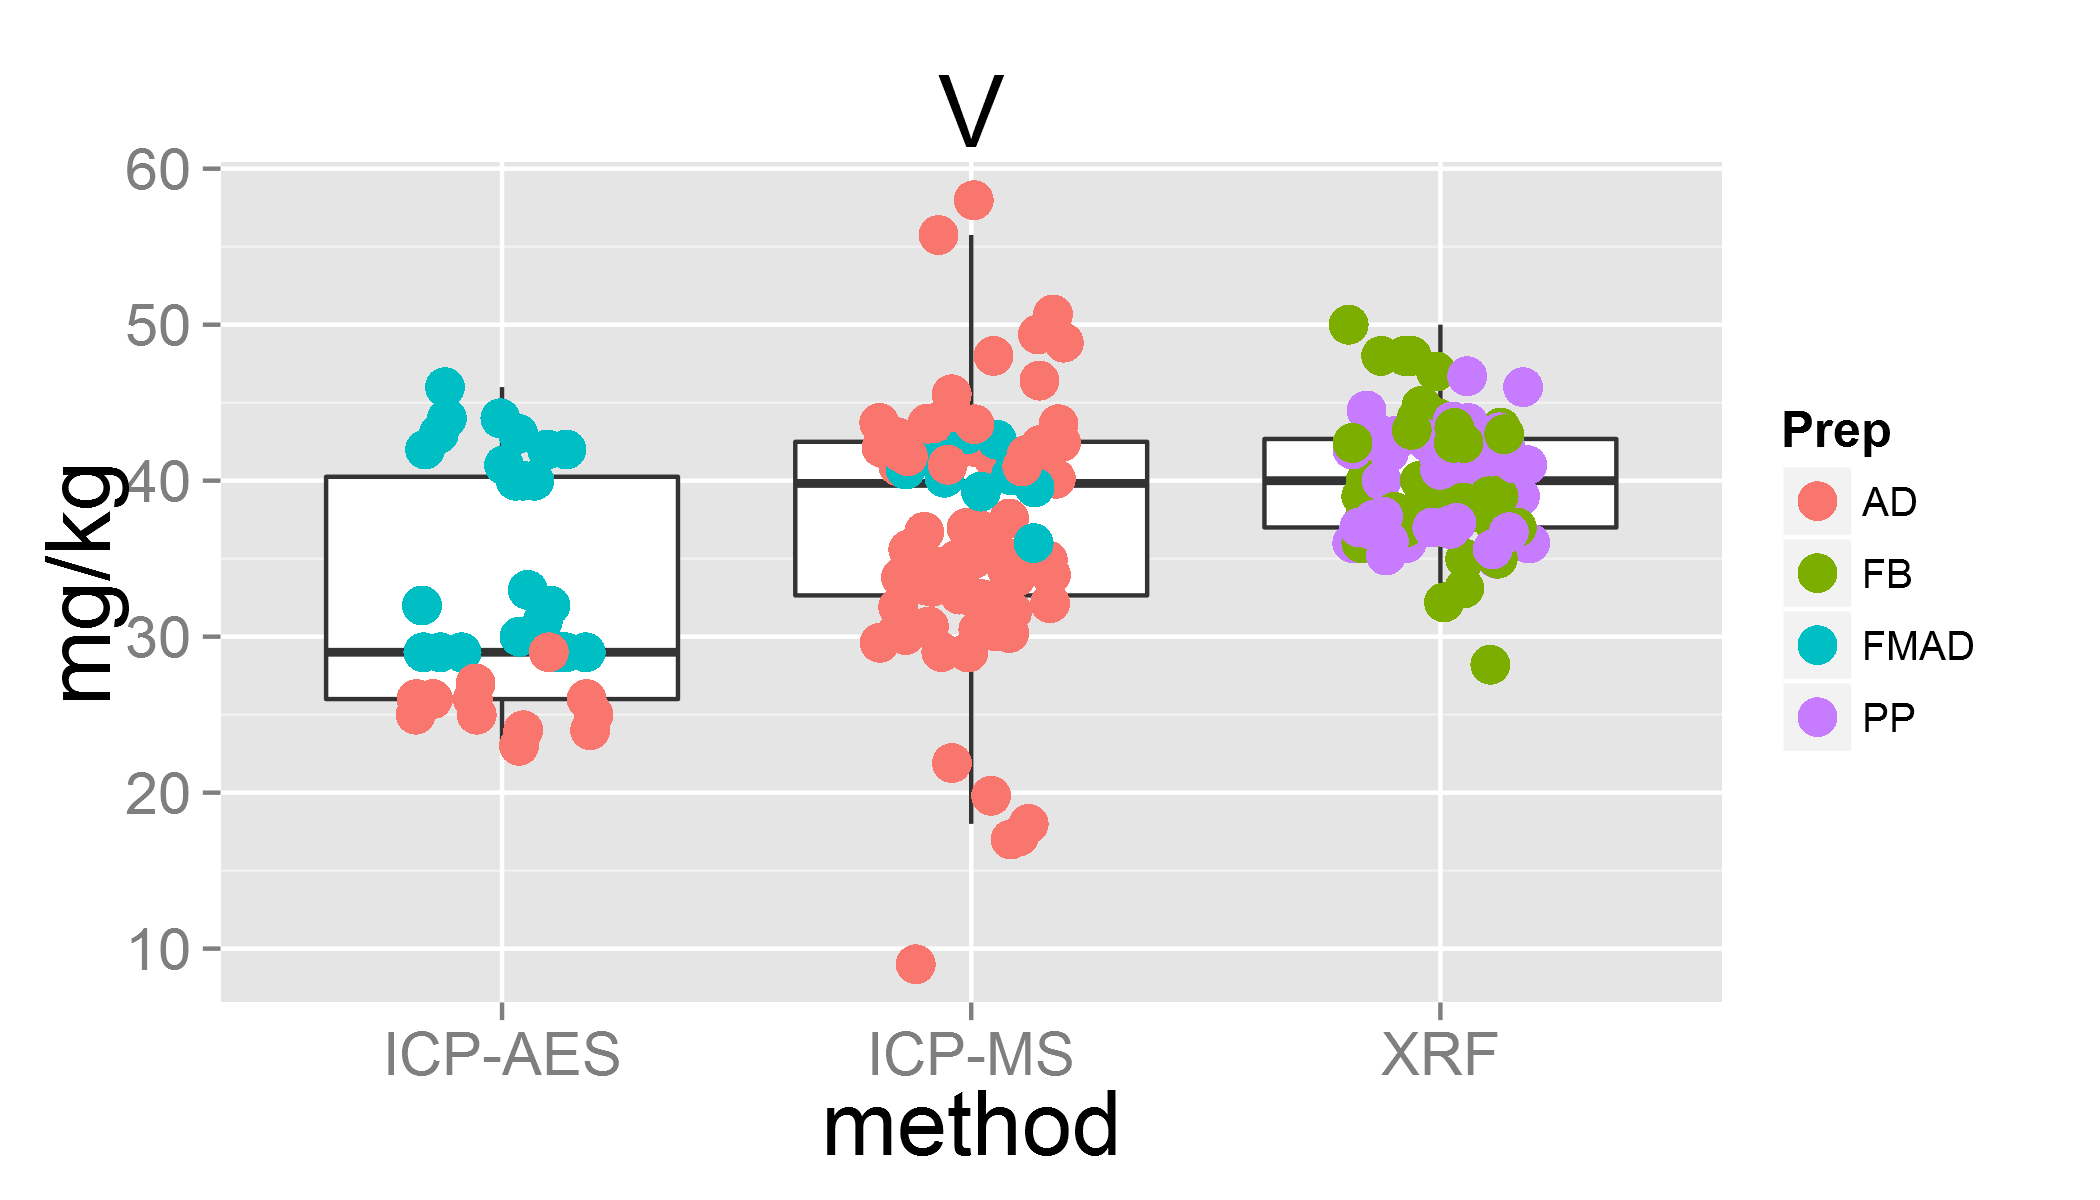 V
60
50
40
30
20
10
mg/kg
ICP-AES ICP-MS XRF
method
Prep
AD
FB
FMAD
PP